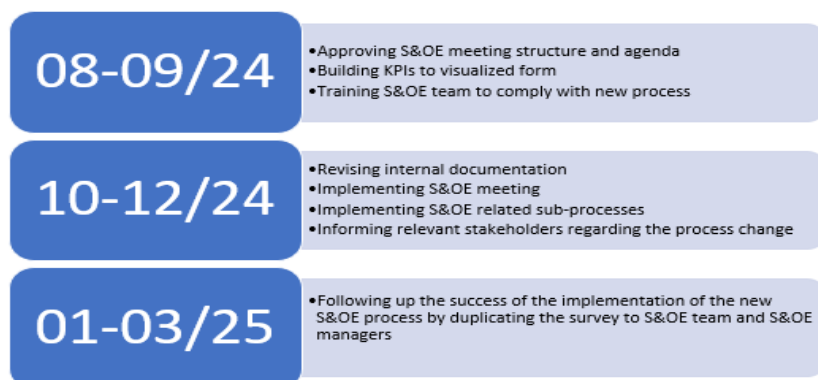 08-09/24
•Approving S&OE meeting structure and agenda
•Building KPIs to visualized form
•Training S&OE team to comply with new process
10-12/24
•Revising internal documentation
•Implementing S&OE meeting
•Implementing S&OE related sub-processes
•Informing relevant stakeholders regarding the process change
01-03/25
•Following up the success of the implementation of the new
S&OE process by duplicating the survey to S&OE team and S&OE
managers